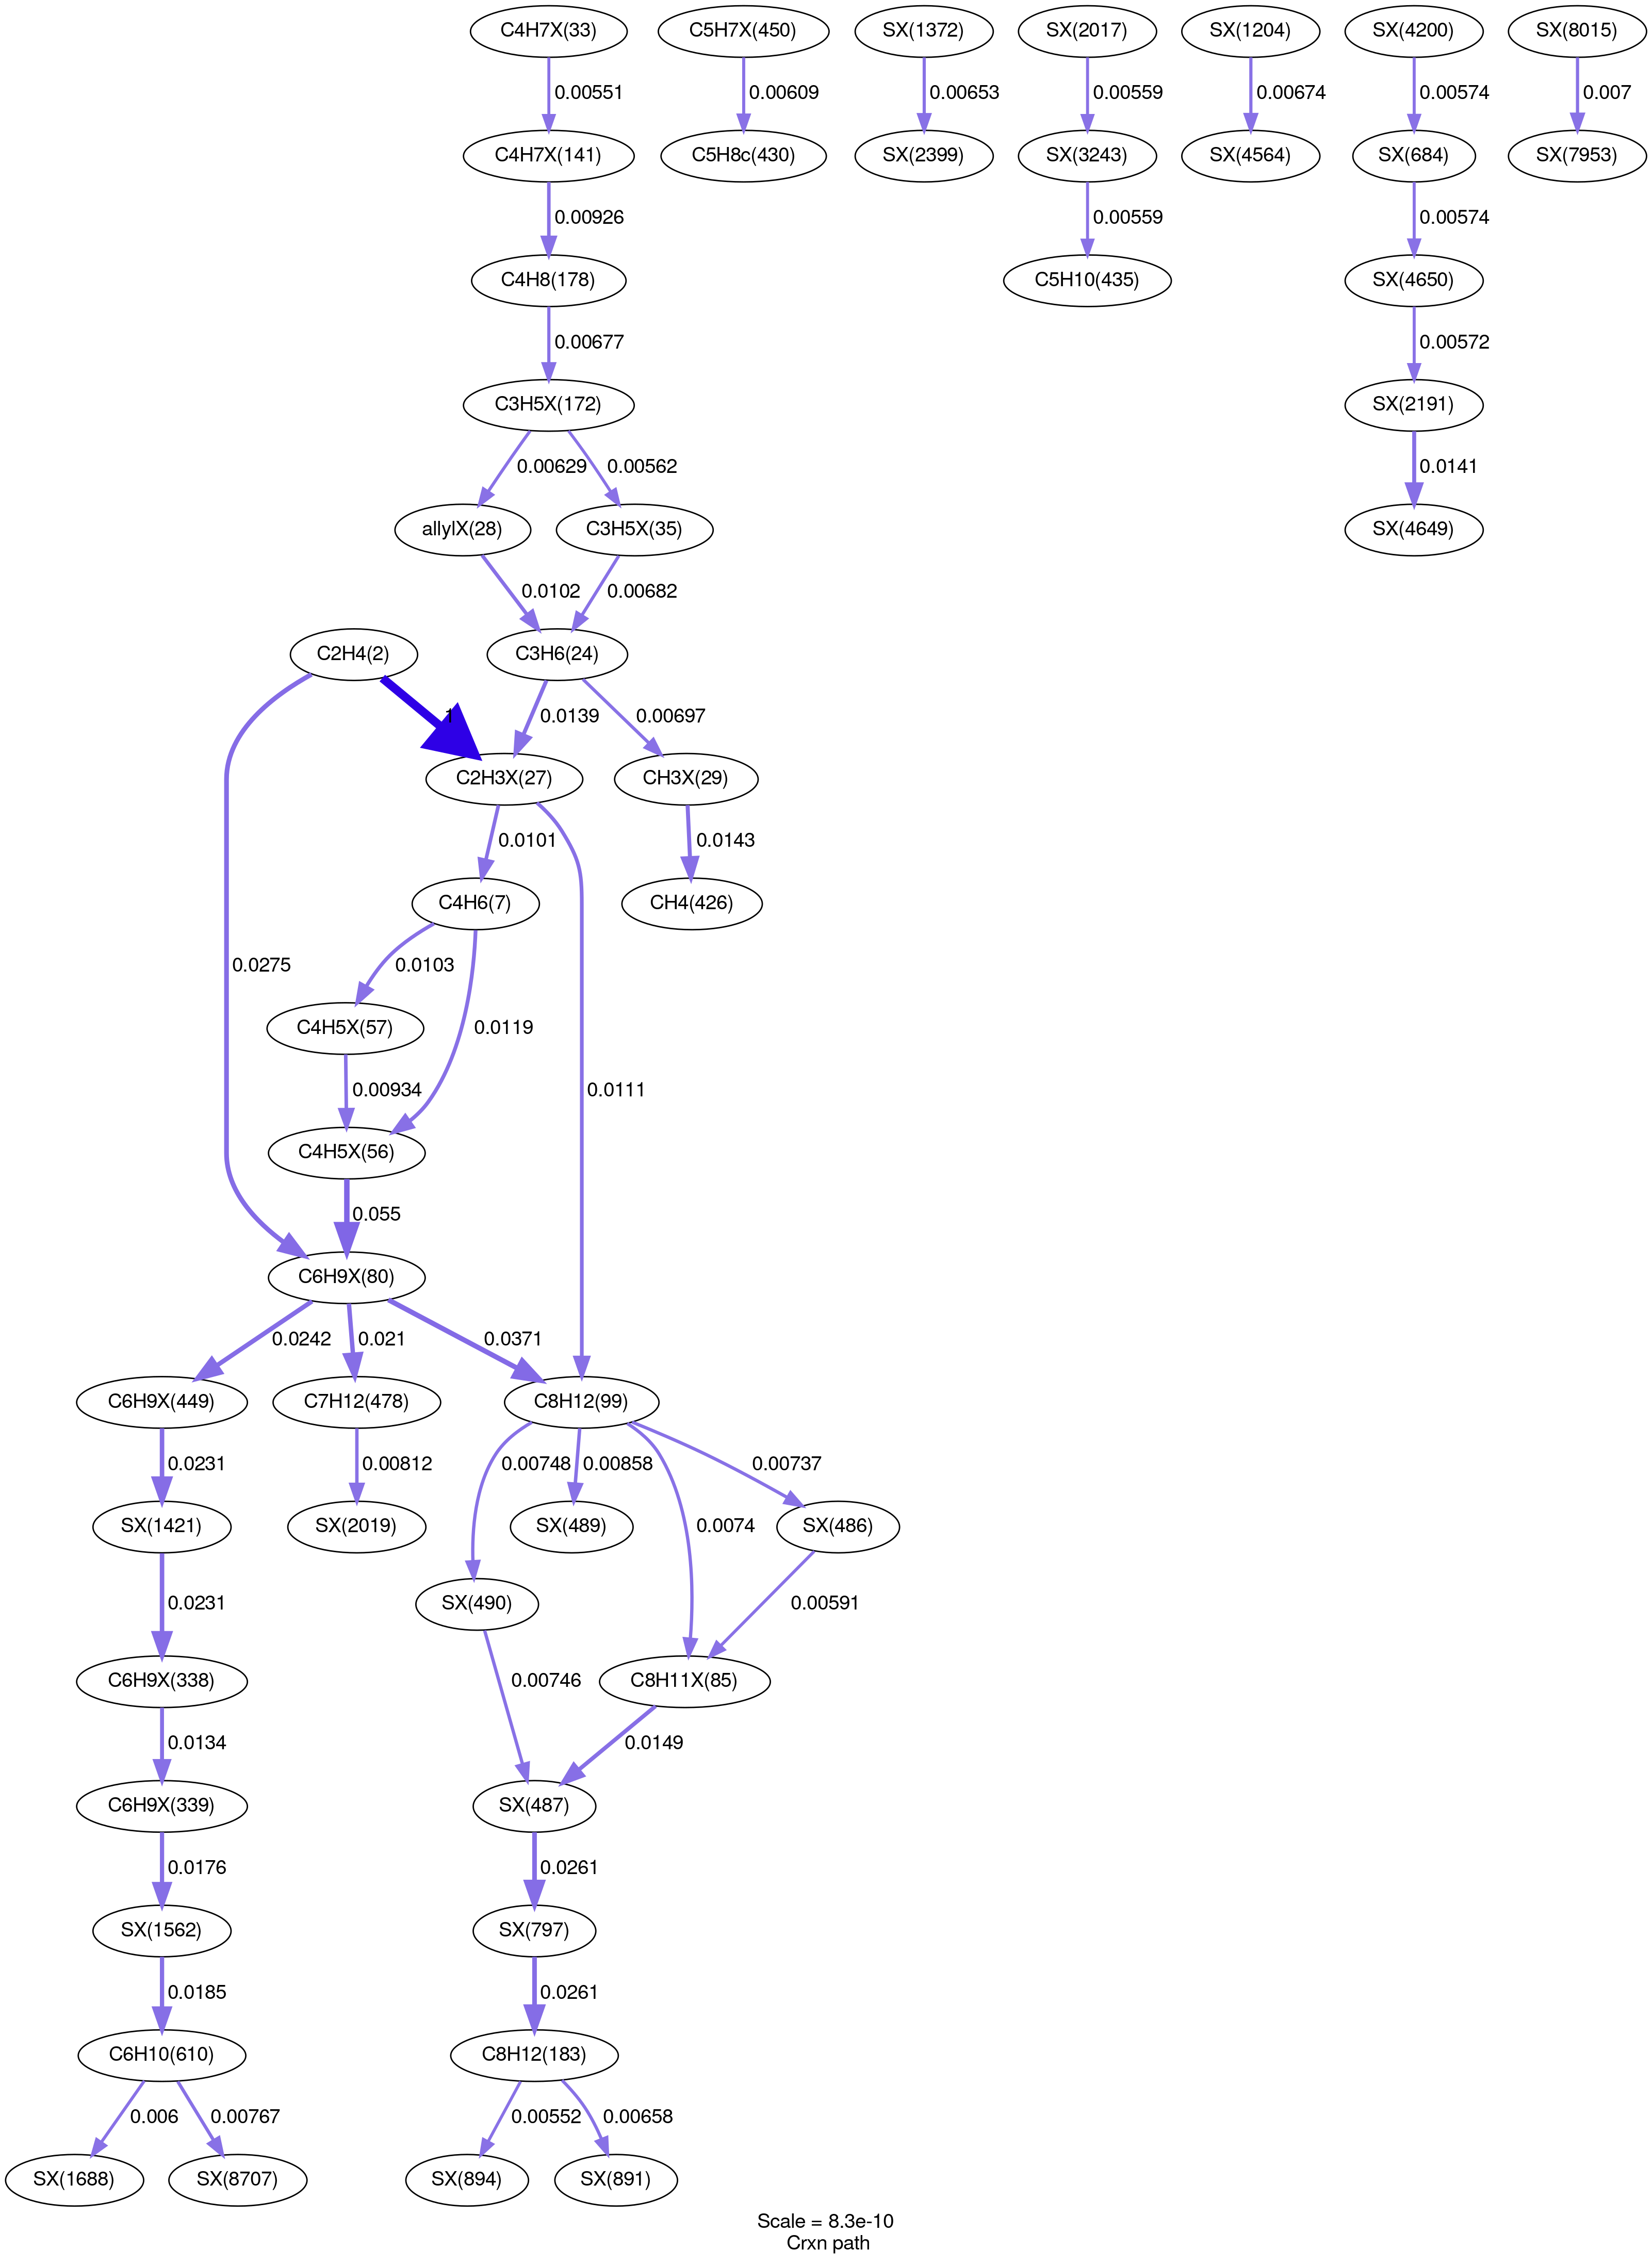 C4H7X(33)
C5H7X(450)
SX(1372)
SX(2017)
SX(1204)
SX(4200)
SX(8015)
0.00551
0.00609
0.00653
0.00559
0.00674
0.00574
0.007
C4H7X(141)
C5H8c(430)
SX(2399)
SX(3243)
SX(4564)
SX(684)
SX(7953)
0.00926
0.00559
0.00574
C4H8(178)
C5H10(435)
SX(4650)
0.00677
0.00572
C3H5X(172)
SX(2191)
0.00629
0.00562
0.0141
allylX(28)
C3H5X(35)
SX(4649)
0.0102
0.00682
C2H4(2)
C3H6(24)
1
0.0139
0.00697
C2H3X(27)
CH3X(29)
0.0101
0.0143
C4H6(7)
CH4(426)
0.0275
0.0103
C4H5X(57)
0.0119
0.00934
0.0111
C4H5X(56)
0.055
C6H9X(80)
0.0242
0.021
0.0371
C6H9X(449)
C7H12(478)
C8H12(99)
0.0231
0.00812
0.00748
0.00858
0.00737
SX(1421)
SX(2019)
SX(489)
0.0074
SX(486)
0.0231
SX(490)
0.00591
C6H9X(338)
0.00746
C8H11X(85)
0.0134
0.0149
C6H9X(339)
SX(487)
0.0176
0.0261
SX(1562)
SX(797)
0.0185
0.0261
C6H10(610)
C8H12(183)
0.006
0.00767
0.00552
0.00658
SX(1688)
SX(8707)
SX(894)
SX(891)
Scale = 8.3e-10
Crxn path